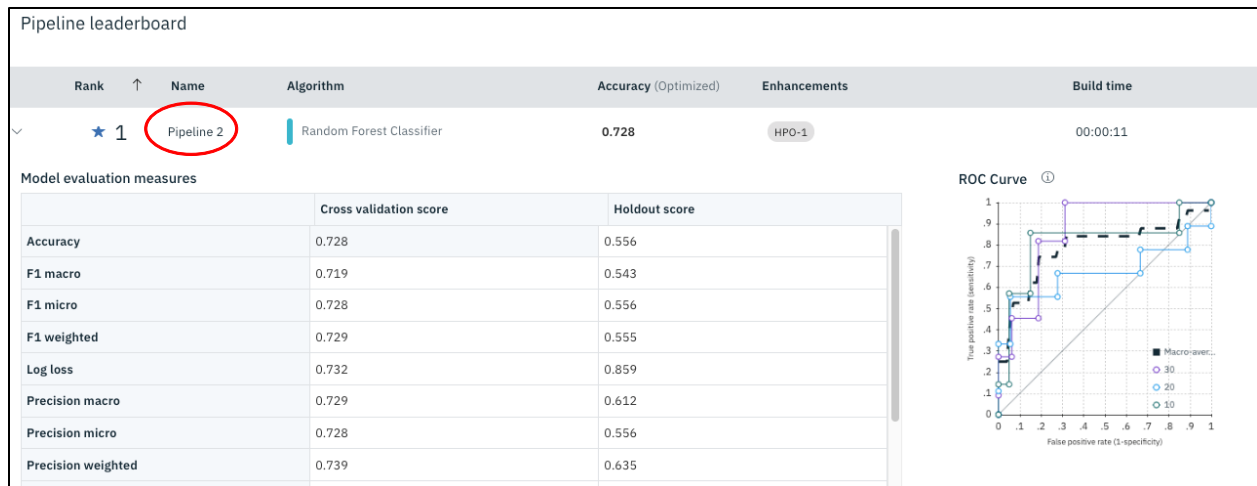 Pipeline leaderboard
Rank ↑ Name Algorithm Accuracy (Optimized) Enhancements Build time
★ 1 Pipeline 2 Random Forest Classifier 0.728 HPO-1 00:00:11
Model evaluation measures
Cross validation score Holdout score
Accuracy 0.728 0.556
F1 macro 0.719 0.543
F1 micro 0.728 0.556
F1 weighted 0.729 0.555
Log loss 0.732 0.859
Precision macro 0.729 0.612
Precision micro 0.728 0.556
Precision weighted 0.739 0.635
ROC Curve
True positive rate (sensitivity)
1
.9
.8
.7
.6
.5
.4
.3
.2
.1
0
0 .1 .2 .3 .4 .5 .6 .7 .8 .9 1
False positive rate (1-specificity)
Macro-aver...
30
20
10